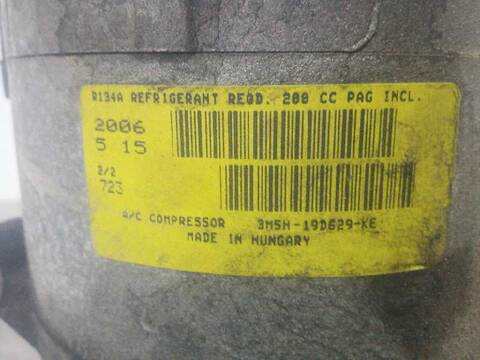 R134A REFRIGERANT REQD. 200 CC PAG INCL.
2006
5 15
2/2
723
A/C COMPRESSOR 3M5H-19D629-KE
MADE IN HUNGARY